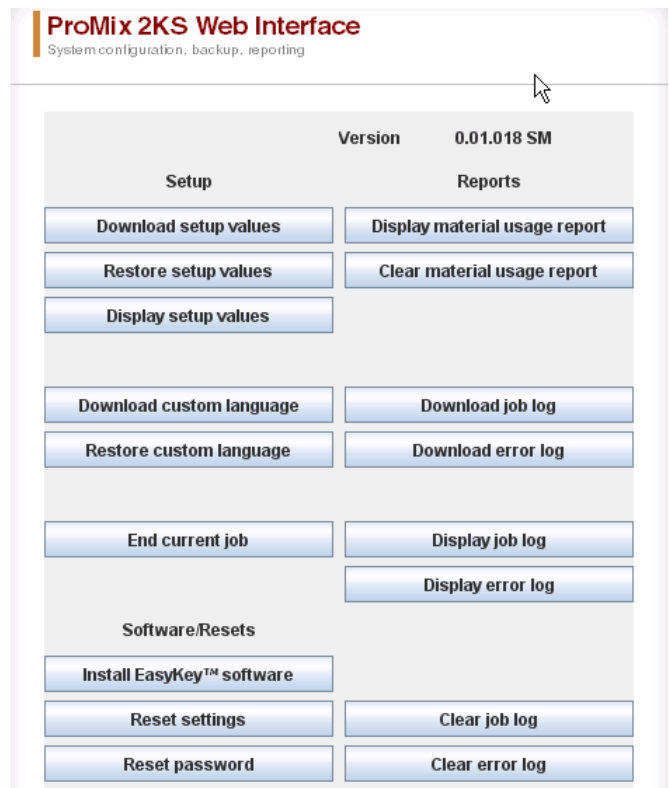 ProMix 2KS Web Interface
System configuration, backup, reporting
Version 0.01.018 SM
Setup Reports
Download setup values Display material usage report
Restore setup values Clear material usage report
Display setup values
Download custom language Download job log
Restore custom language Download error log
End current job Display job log
Display error log
Software/Resets
Install EasyKey™ software
Reset settings Clear job log
Reset password Clear error log